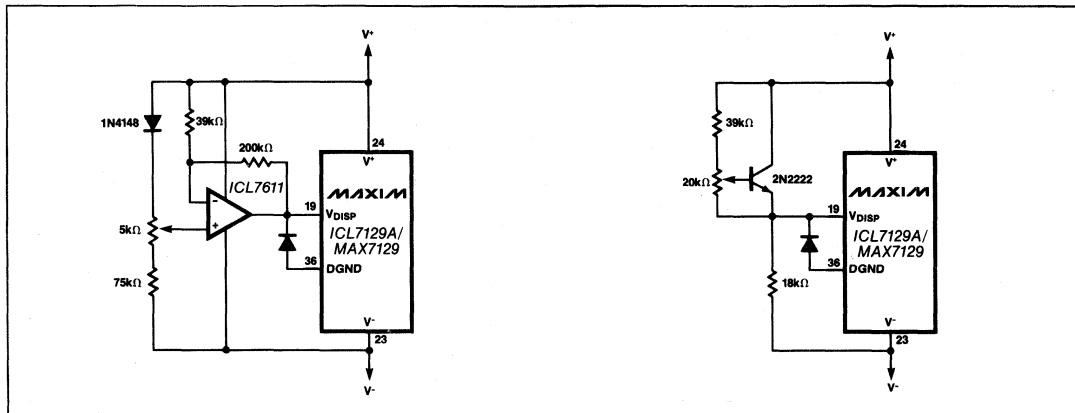 V+
1N4148
39kΩ
200kΩ
24
V+
ICL7611
MAXIM
−
+
5kΩ
19
VDISP
ICL7129A/
MAX7129
36
DGND
75kΩ
V−
23
V−
V+
39kΩ
24
V+
20kΩ
2N2222
MAXIM
19
VDISP
ICL7129A/
MAX7129
36
DGND
18kΩ
V−
23
V−